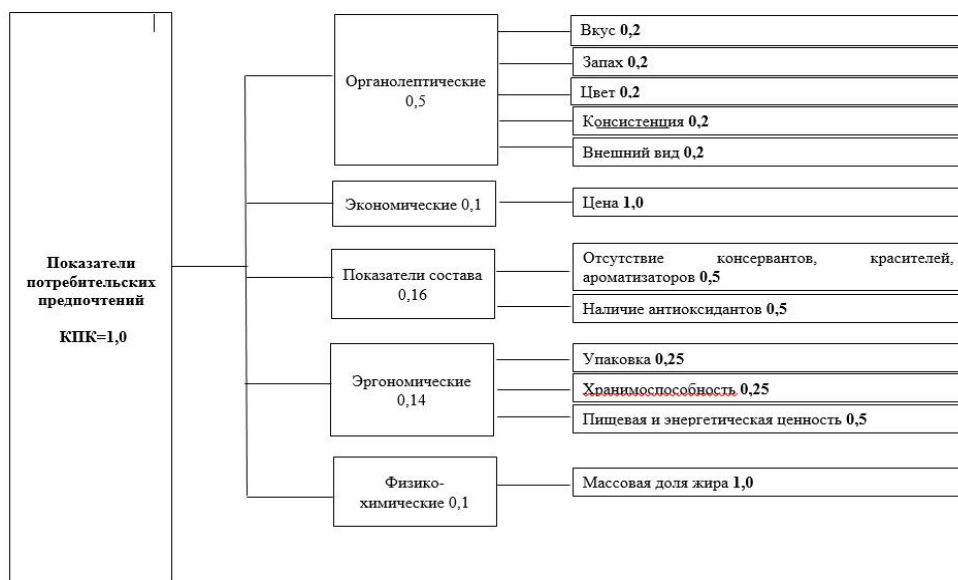 Показатели
потребительских
предпочтений
КПК=1,0
Органолептические
0,5
Вкус 0,2
Запах 0,2
Цвет 0,2
Консистенция 0,2
Внешний вид 0,2
Экономические 0,1
Цена 1,0
Показатели состава
0,16
Отсутствие консервантов, красителей,
ароматизаторов 0,5
Наличие антиоксидантов 0,5
Эргономические
0,14
Упаковка 0,25
Хранимоспособность 0,25
Пищевая и энергетическая ценность 0,5
Физико-
химические 0,1
Массовая доля жира 1,0